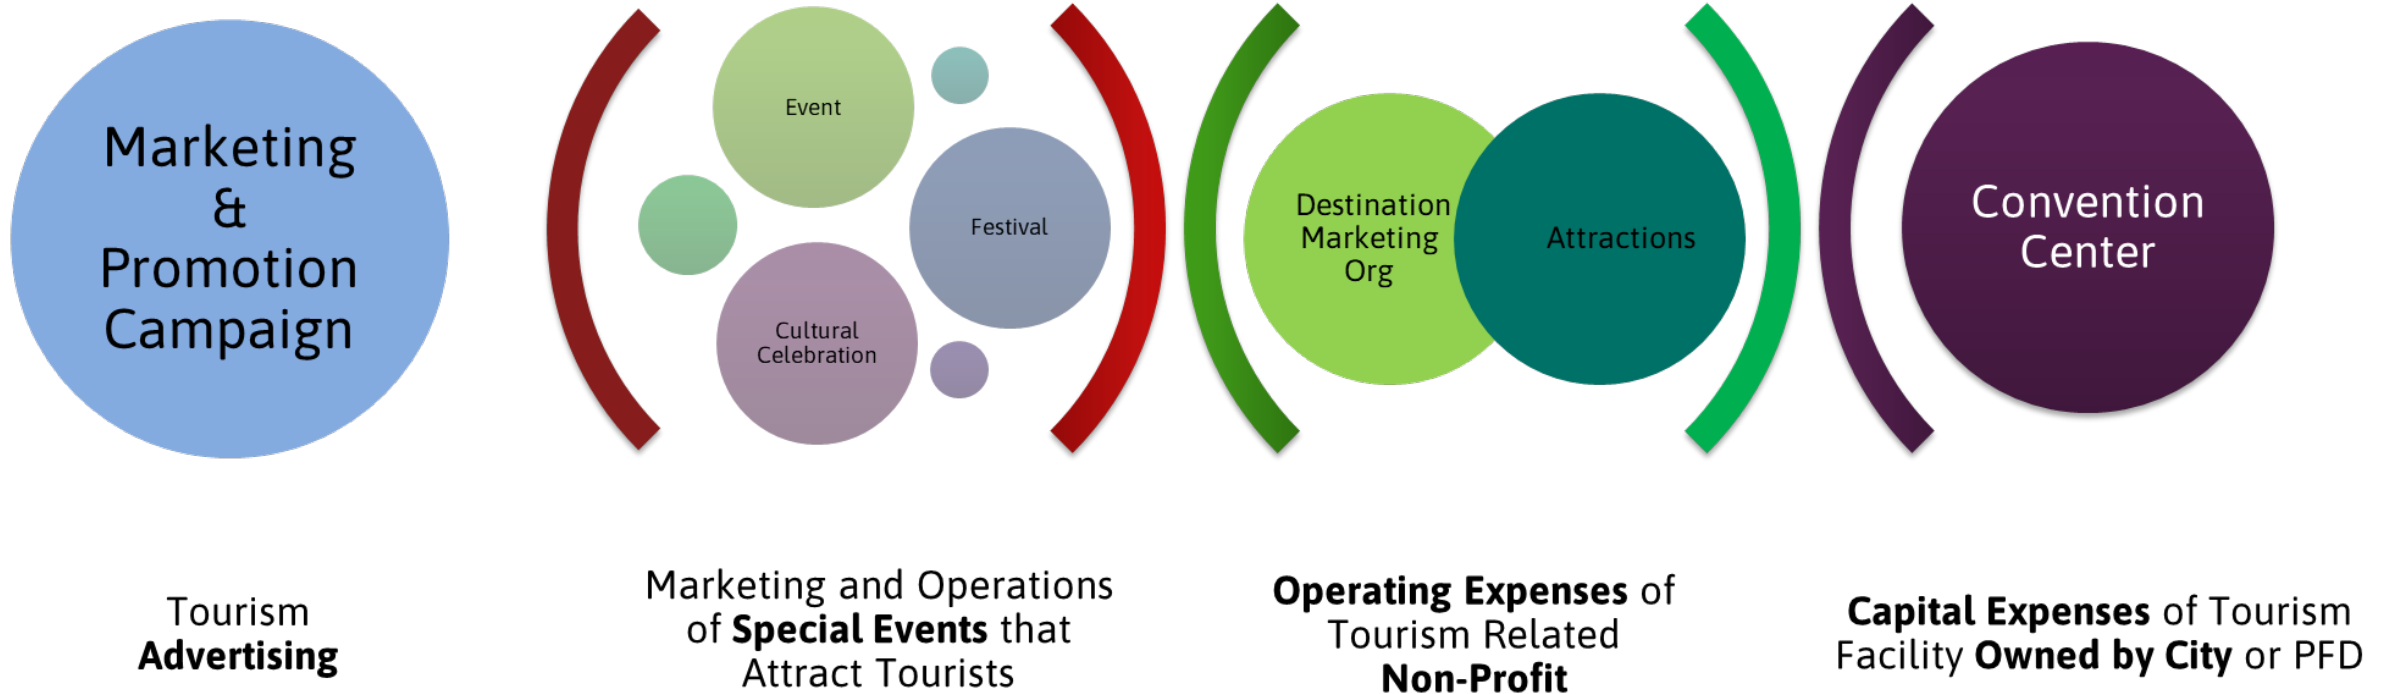 Marketing
&
Promotion
Campaign
Event
Festival
Cultural
Celebration
Destination
Marketing
Org
Attractions
Convention
Center
Tourism
Advertising
Marketing and Operations
of Special Events that
Attract Tourists
Operating Expenses of
Tourism Related
Non-Profit
Capital Expenses of Tourism
Facility Owned by City or PFD